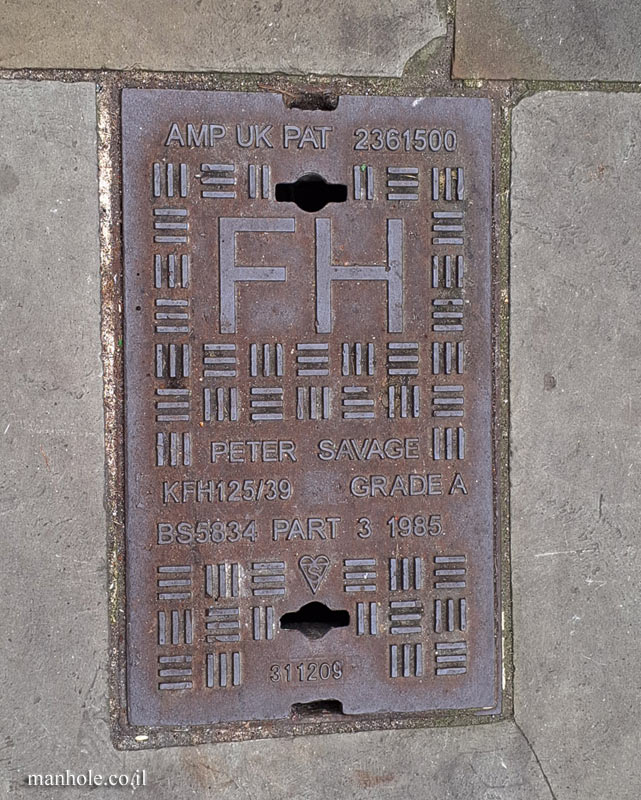 AMP UK PAT 2361500
FH
PETER SAVAGE
KFH125/39 GRADE A
BS5834 PART 3 1985
311209
manhole.co.il